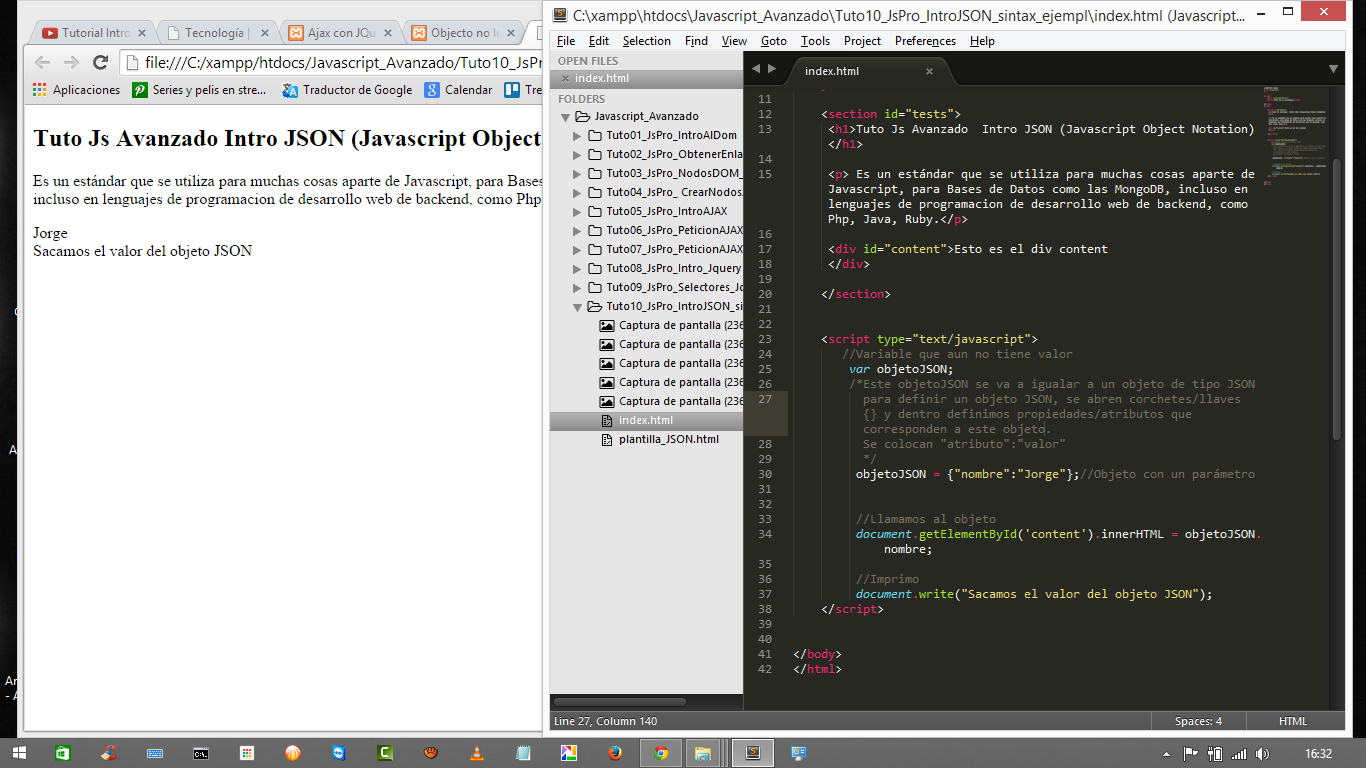 Tutorial Intro
Tecnología |
Ajax con JQu
Objecto no l
file:///C:/xampp/htdocs/Javascript_Avanzado/Tuto10_JsPro
Aplicaciones
Series y pelis en stre...
Traductor de Google
Calendar
Tre
Tuto Js Avanzado Intro JSON (Javascript Object
Es un estándar que se utiliza para muchas cosas aparte de Javascript, para Bases
incluso en lenguajes de programacion de desarrollo web de backend, como Php
Jorge
Sacamos el valor del objeto JSON
C:\xampp\htdocs\Javascript_Avanzado\Tuto10_JsPro_IntroJSON_sintax_ejempl\index.html (Javascript...
File Edit Selection Find View Goto Tools Project Preferences Help
OPEN FILES
index.html
FOLDERS
Javascript_Avanzado
Tuto01_JsPro_IntroAlDom
Tuto02_JsPro_ObtenerEnla
Tuto03_JsPro_NodosDOM_
Tuto04_JsPro_ CrearNodos
Tuto05_JsPro_IntroAJAX
Tuto06_JsPro_PeticionAJAX
Tuto07_JsPro_PeticionAJAX
Tuto08_JsPro_Intro_Jquery
Tuto09_JsPro_Selectores_Jq
Tuto10_JsPro_IntroJSON_si
Captura de pantalla (236
Captura de pantalla (236
Captura de pantalla (236
Captura de pantalla (236
Captura de pantalla (236
index.html
plantilla_JSON.html
index.html
11
12 <section id="tests">
13 <h1>Tuto Js Avanzado  Intro JSON (Javascript Object Notation)
</h1>
14
15 <p> Es un estándar que se utiliza para muchas cosas aparte de
Javascript, para Bases de Datos como las MongoDB, incluso en
lenguajes de programacion de desarrollo web de backend, como
Php, Java, Ruby.</p>
16
17 <div id="content">Esto es el div content
18 </div>
19
20 </section>
21
22
23 <script type="text/javascript">
24 //Variable que aun no tiene valor
25 var objetoJSON;
26 /*Este objetoJSON se va a igualar a un objeto de tipo JSON
27 para definir un objeto JSON, se abren corchetes/llaves
{} y dentro definimos propiedades/atributos que
corresponden a este objeto.
28 Se colocan "atributo":"valor"
29 */
30 objetoJSON = {"nombre":"Jorge"};//Objeto con un parámetro
31
32
33 //Llamamos al objeto
34 document.getElementById('content').innerHTML = objetoJSON.
nombre;
35
36 //Imprimo
37 document.write("Sacamos el valor del objeto JSON");
38 </script>
39
40
41 </body>
42 </html>
Line 27, Column 140
Spaces: 4
HTML
16:32